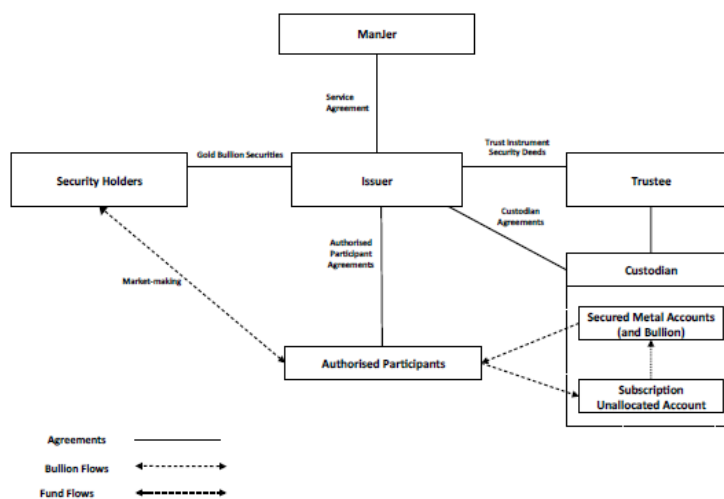 ManJer
Service
Agreement
Gold Bullion Securities
Trust Instrument
Security Deeds
Security Holders
Issuer
Trustee
Custodian
Agreements
Authorised
Participant
Agreements
Custodian
Market-making
Secured Metal Accounts
(and Bullion)
Authorised Participants
Subscription
Unallocated Account
Agreements
Bullion Flows
Fund Flows